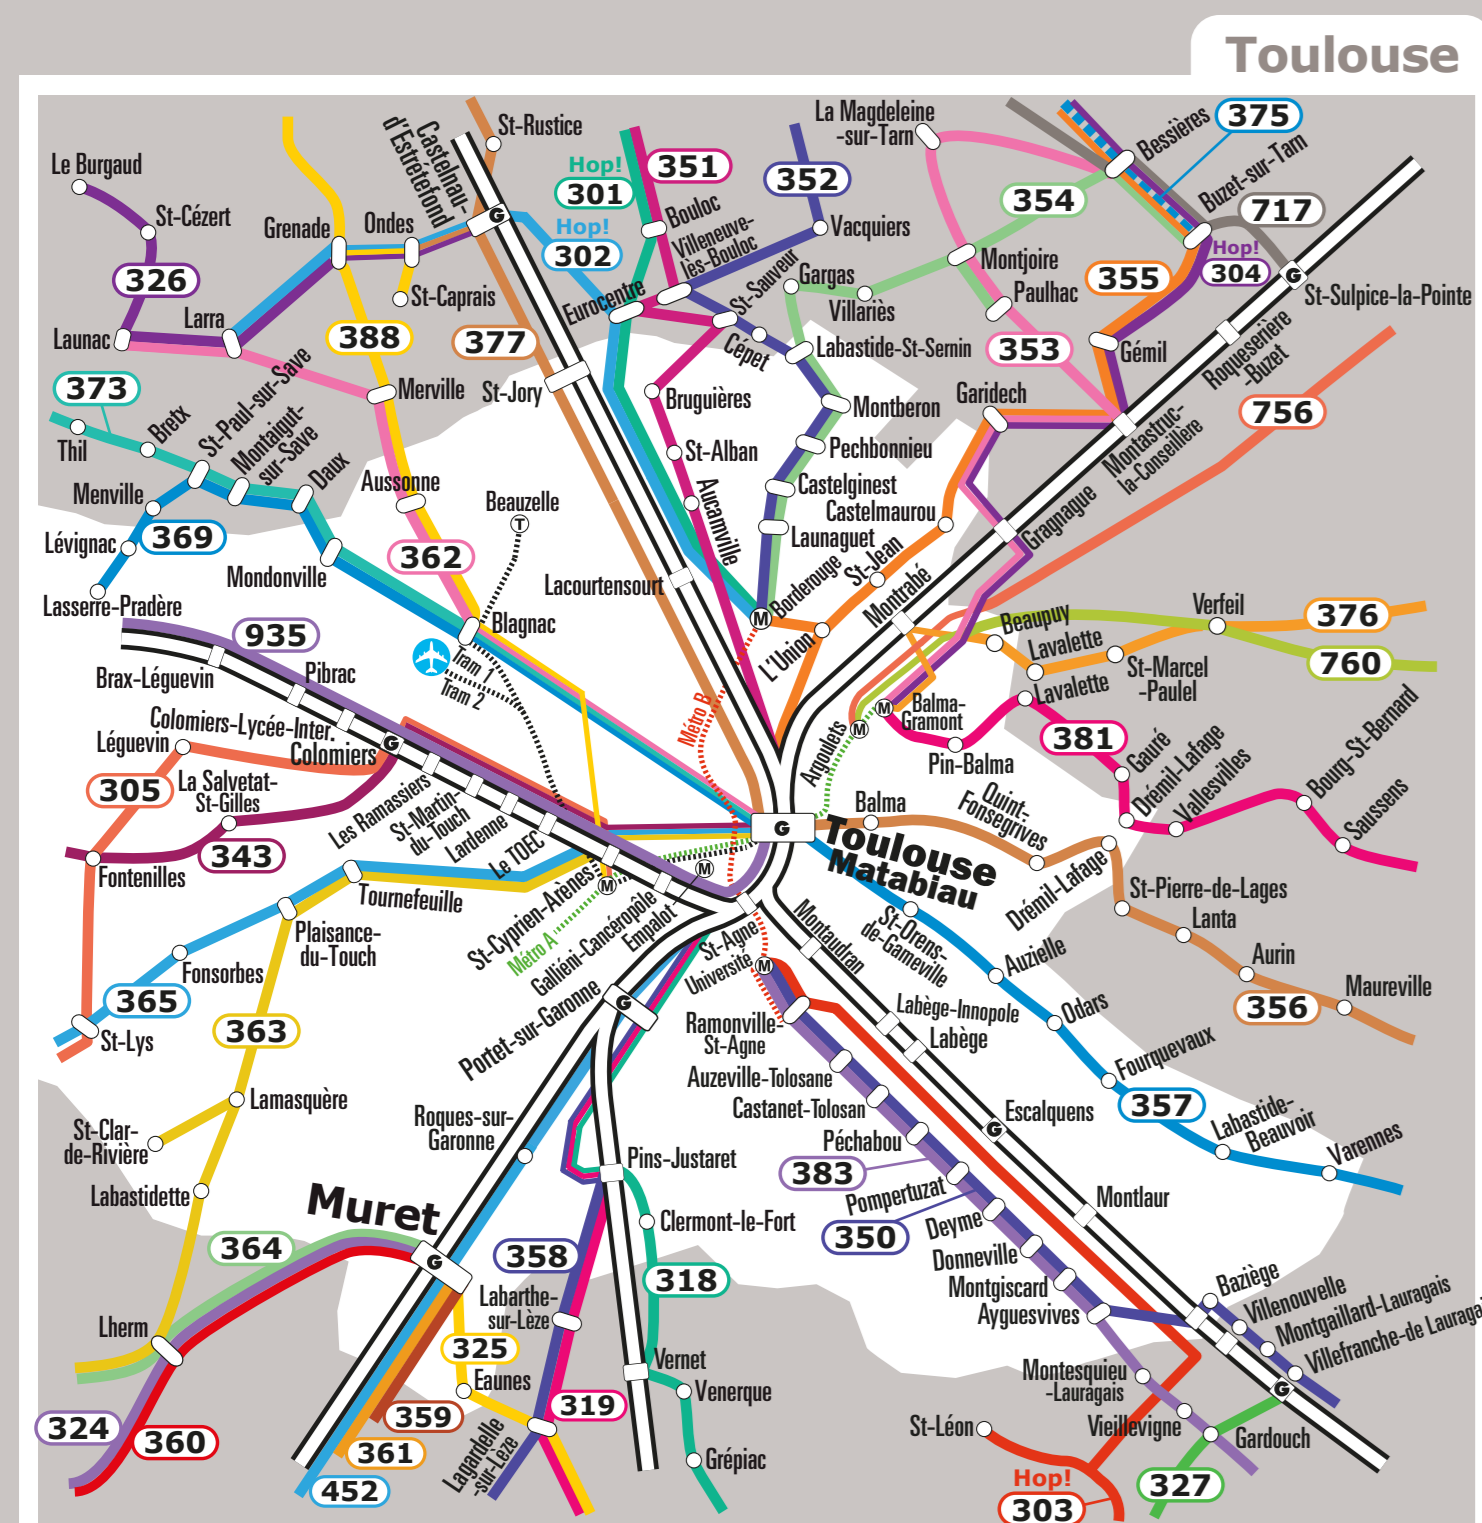 Toulouse
La Magdeleine
-sur-Tarn
Bessières
375
Buzet-sur-Tarn
717
Hop!
304
St-Sulpice-la-Pointe
Roqueserière
-Buzet
St-Rustice
Castelnau-
d'Estrétefond
Hop!
301
351
352
Hop!
302
Bouloc
Villeneuve-
lès-Bouloc
Vacquiers
354
Le Burgaud
St-Cézert
326
Grenade
Ondes
St-Caprais
Launac
Larra
388
377
Eurocentre
St-Sauveur
Cépet
Gargas
Villariès
Montjoire
Paulhac
355
353
Gémil
756
373
Thil
Bretx
St-Paul-sur-Save
Montaigut-
sur-Save
Daux
Merville
St-Jory
Bruguières
Labastide-St-Sernin
Montberon
Garidech
Montastruc-
la-Conseillère
Menville
Lévignac
369
Lasserre-Pradère
Mondonville
Aussonne
362
Beauzelle
T
St-Alban
Aucamville
Pechbonnieu
Castelginest
Castelmaurou
Launaguet
St-Jean
Gragnague
Lacourtensourt
Borderouge
L'Union
Montrabé
Beaupuy
Lavalette
Verfeil
376
760
St-Marcel
-Paulel
Lavalette
Blagnac
Tram 1
Tram 2
935
Brax-Léguevin
Pibrac
Colomiers-Lycée-Inter.
Colomiers
Léguevin
305
La Salvetat-
St-Gilles
343
Fontenilles
Les Ramassiers
St-Martin-
du-Touch
Lardenne
Le TOEC
Métro B
Argoulets
Balma-
Gramont
Pin-Balma
381
Gauré
Drémil-Lafage
Vallesvilles
Bourg-St-Bernard
Saussens
Balma
Quint-
Fonsegrives
Drémil-Lafage
Toulouse
Matabiau
St-Pierre-de-Lages
Lanta
Aurin
356
Maureville
Tournefeuille
Plaisance-
du-Touch
Fonsorbes
365
St-Lys
363
St-Cyprien-Arènes
Métro A
Galliéni-Cancéropôle
Empalot
St-Agne
Université
Montaudran
St-Orens-
de-Gameville
Auzielle
Odars
Fourquevaux
357
Labastide-
Beauvoir
Varennes
Portet-sur-Garonne
Ramonville-
St-Agne
Labège-Innopole
Labège
Auzeville-Tolosane
Castanet-Tolosan
Péchabou
383
Pompertuzat
350
Deyme
Donneville
Montgiscard
Ayguesvives
Escalquens
Montlaur
Lamasquère
St-Clar-
de-Rivière
Labastidette
Roques-sur-
Garonne
Pins-Justaret
Clermont-le-Fort
Muret
364
358
318
Labarthe-
sur-Lèze
Lherm
325
Eaunes
319
Vernet
Venerque
Grépiac
324
360
359
361
452
Lagardelle
-sur-Lèze
Baziège
Villenouvelle
Montgaillard-Lauragais
Villefranche-de Lauragai
Montesquieu
-Lauragais
Vieillevigne
Gardouch
St-Léon
Hop!
303
327
G
G
G
G
G
G
G
G
M
M
M
M
M
M